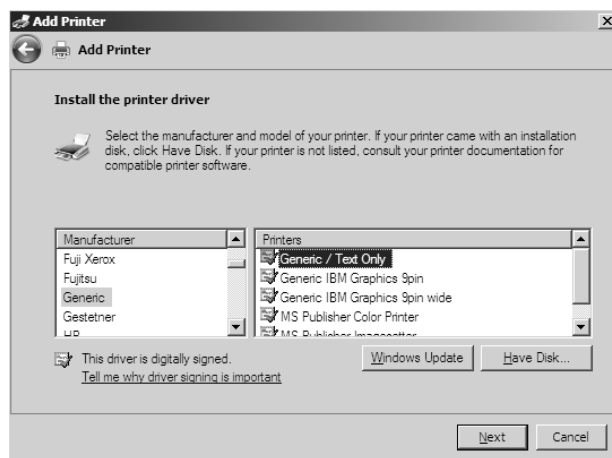 Add Printer
Add Printer
Install the printer driver
Select the manufacturer and model of your printer. If your printer came with an installation
disk, click Have Disk. If your printer is not listed, consult your printer documentation for
compatible printer software.
Manufacturer
Fuji Xerox
Fujitsu
Generic
Gestetner
HP
Printers
Generic / Text Only
Generic IBM Graphics 9pin
Generic IBM Graphics 9pin wide
MS Publisher Color Printer
MS Publisher Imagesetter
This driver is digitally signed.
Tell me why driver signing is important
Windows Update
Have Disk...
Next
Cancel